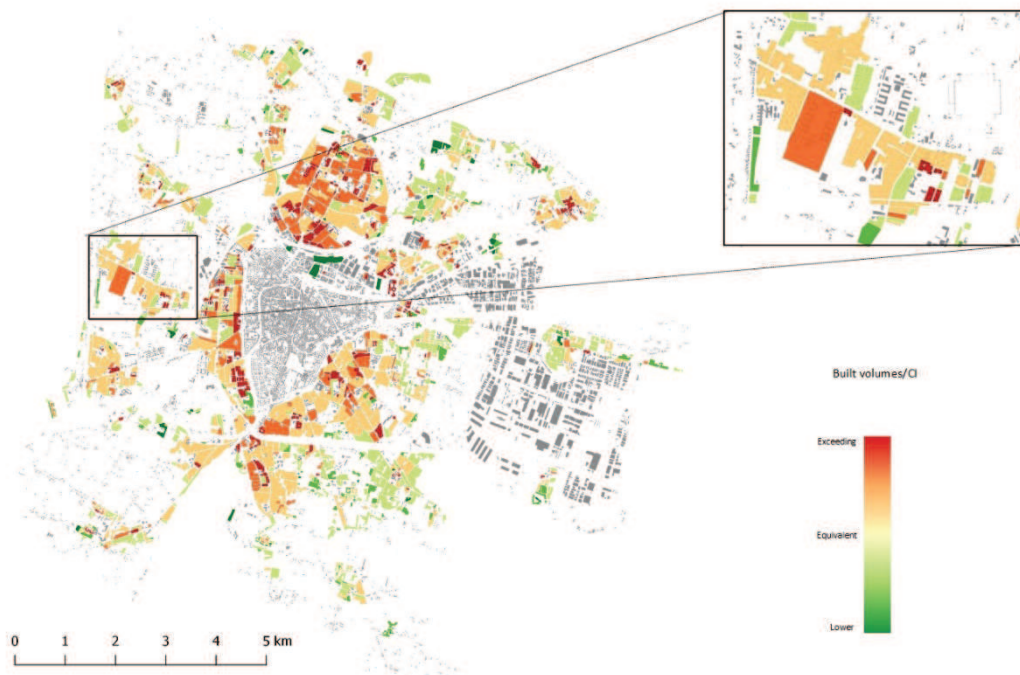 Built volumes/CI
Exceeding
Equivalent
Lower
0 1 2 3 4 5 km